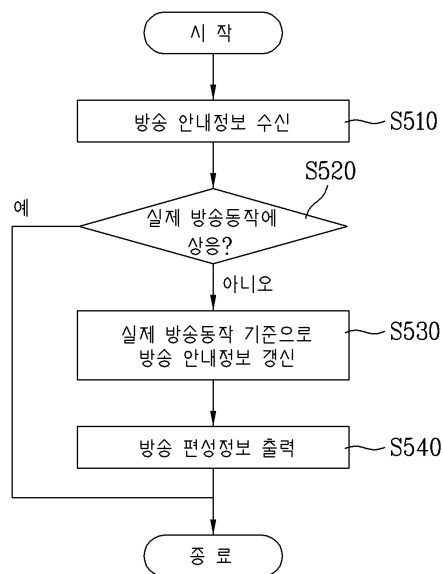 시 작
방송 안내정보 수신
S510
S520
예
실제 방송동작에
상응?
아니오
실제 방송동작 기준으로
방송 안내정보 갱신
S530
방송 편성정보 출력
S540
종 료